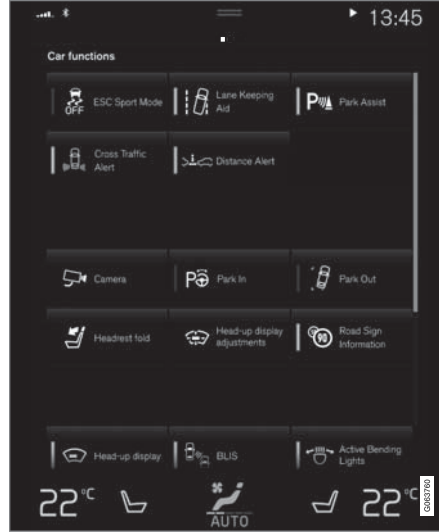 13:45
Car functions
OFF
ESC Sport Mode
Lane Keeping
Aid
P
Park Assist
Cross Traffic
Alert
Distance Alert
Camera
P
Park In
Park Out
Headrest fold
Head-up display
adjustments
90
Road Sign
Information
Head-up display
BLIS
Active Bending
Lights
22°C
AUTO
22°C
G063760